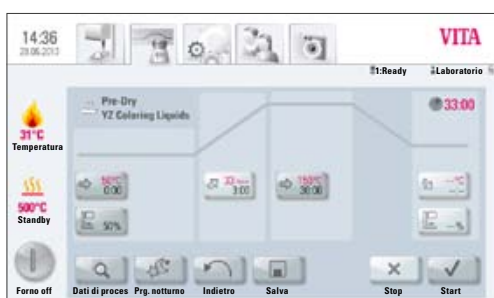 14:36
28.06.2013
VITA
1:Ready
Laboratorio
Pre-Dry
YZ Coloring Liquids
33:00
31°C
Temperatura
50°C
0:00
3:00
150°C
30:00
500°C
Standby
50%
Forno off
Dati di proces
Prg. notturno
Indietro
Salva
Stop
Start